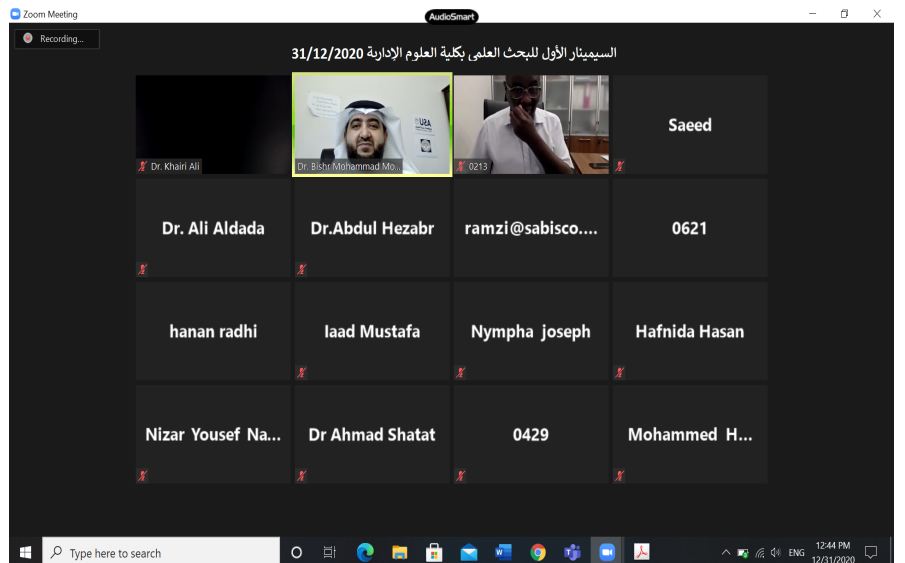 Zoom Meeting
AudioSmart
Recording...
السيمينار الأول للبحث العلمي بكلية العلوم الإدارية 31/12/2020
Dr. Khairi Ali
Dr. Bishr Mohammad Mo...
ASU
0213
Saeed
Dr. Ali Aldada
Dr.Abdul Hezabr
ramzi@sabisco....
0621
hanan radhi
Iaad Mustafa
Nympha joseph
Hafnida Hasan
Nizar Yousef Na...
Dr Ahmad Shatat
0429
Mohammed H...
Type here to search
ENG
12:44 PM
12/31/2020